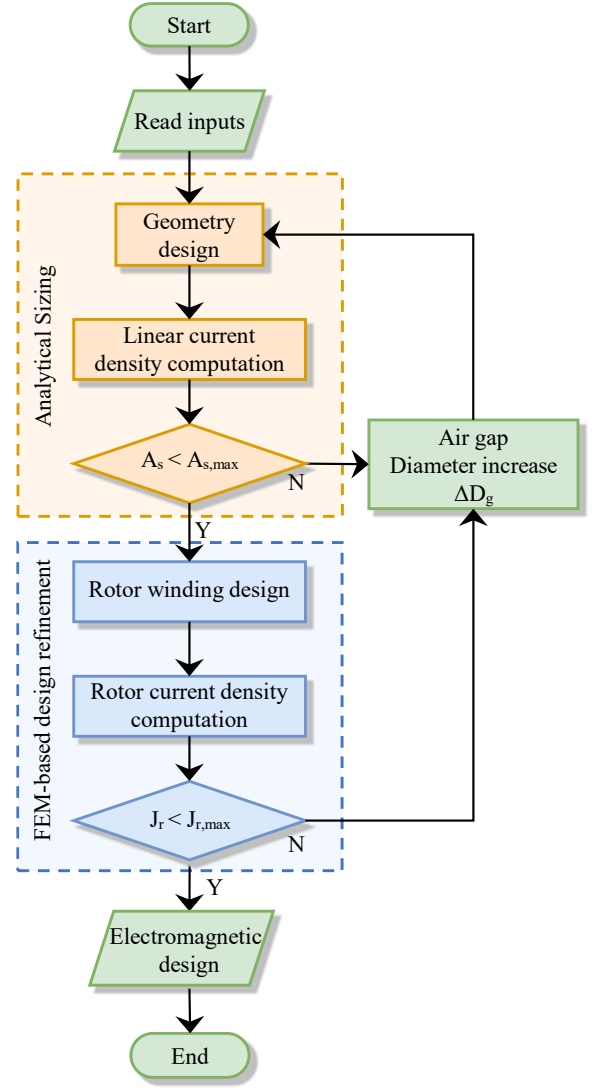 Start
Read inputs
Analytical Sizing
Geometry
design
Linear current
density computation
Aₛ < Aₛ,ₘₐₓ
N
Y
Air gap
Diameter increase
ΔD_g
FEM-based design refinement
Rotor winding design
Rotor current density
computation
Jᵣ < Jᵣ,ₘₐₓ
N
Y
Electromagnetic
design
End